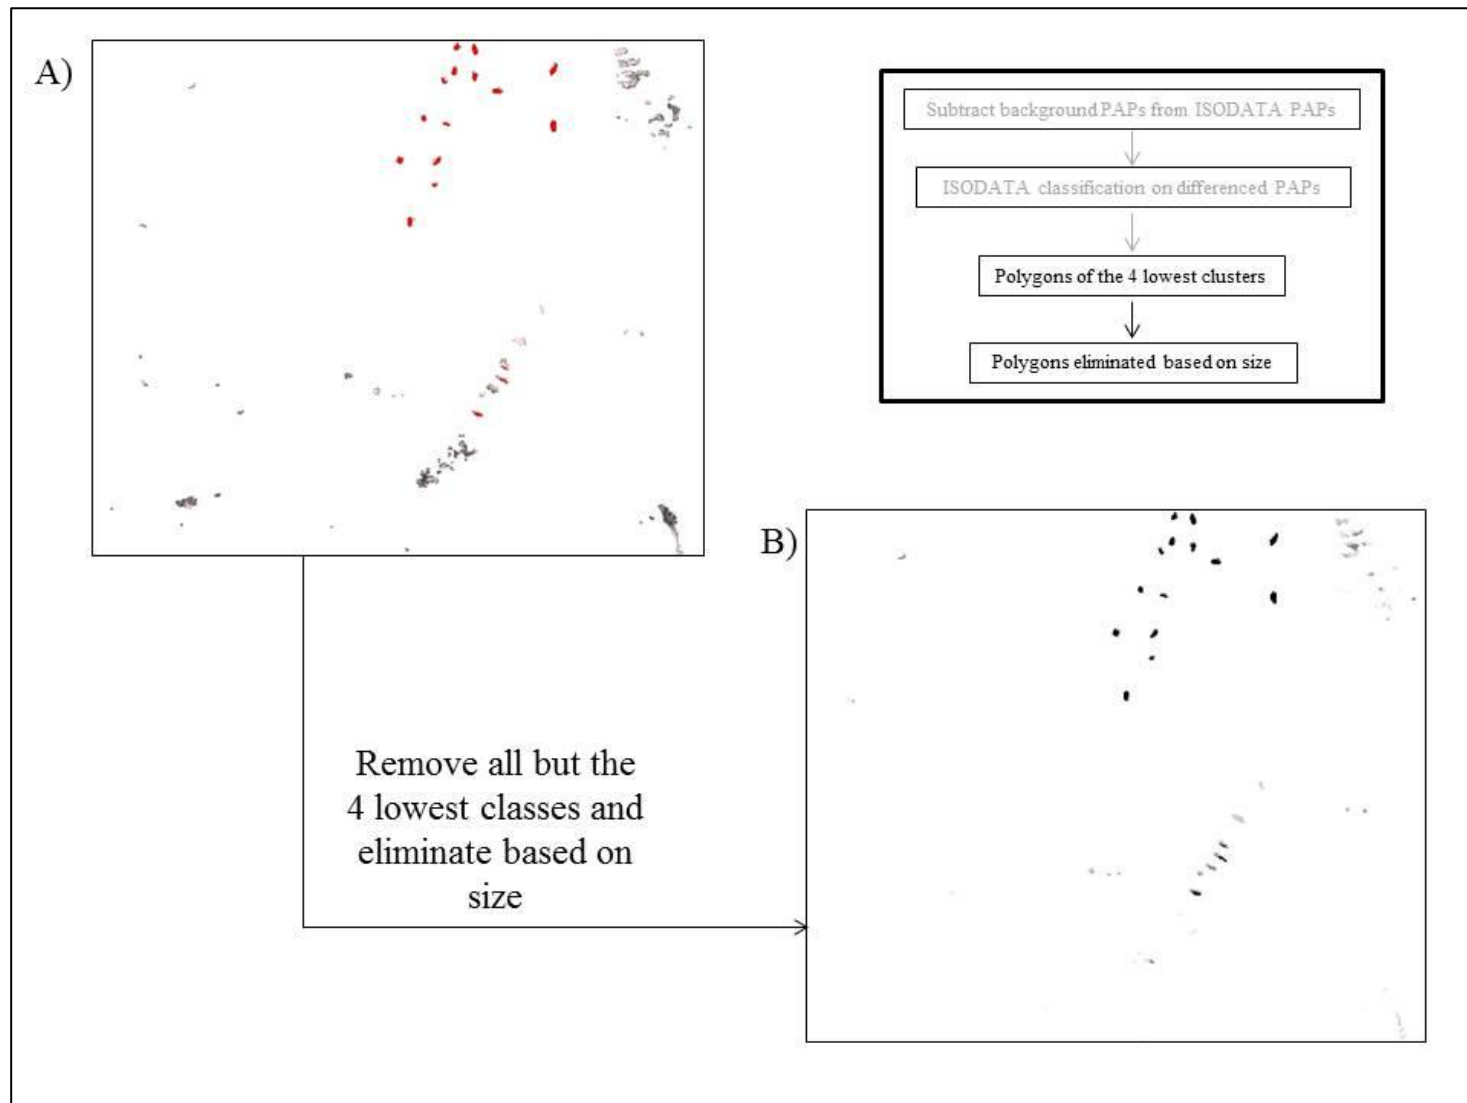 A)
Subtract background PAPs from ISODATA PAPs
ISODATA classification on differenced PAPs
Polygons of the 4 lowest clusters
Polygons eliminated based on size
B)
Remove all but the
4 lowest classes and
eliminate based on
size